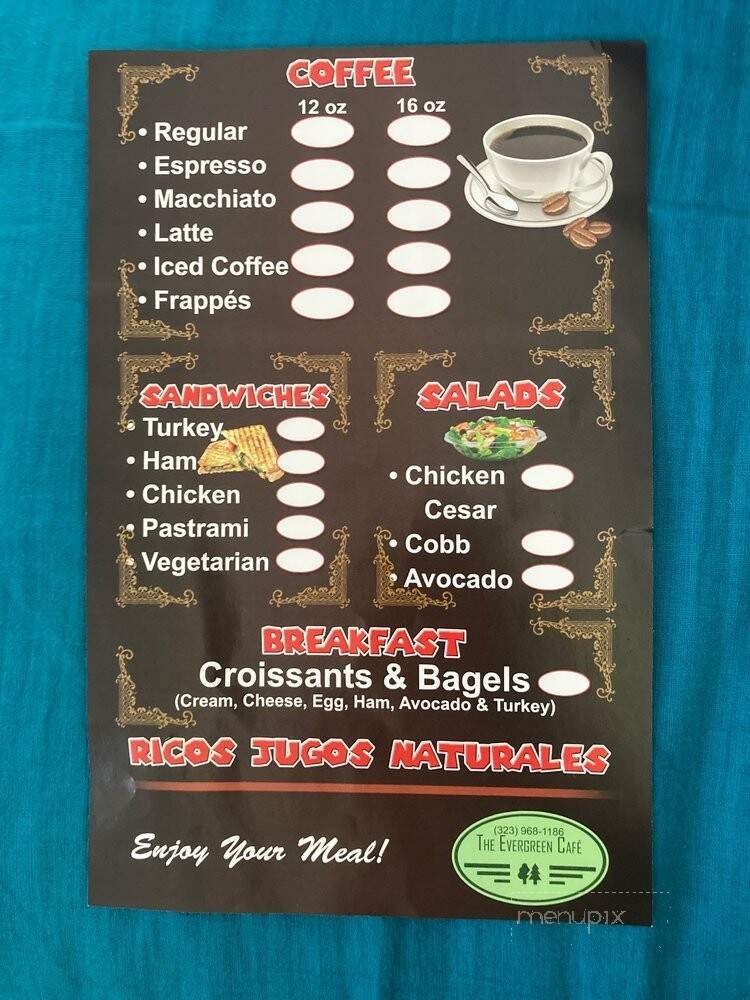 COFFEE
12 oz 16 oz
• Regular
• Espresso
• Macchiato
• Latte
• Iced Coffee
• Frappés
SANDWICHES
• Turkey
• Ham
• Chicken
• Pastrami
• Vegetarian
SALADS
• Chicken
Cesar
• Cobb
• Avocado
BREAKFAST
Croissants & Bagels
(Cream, Cheese, Egg, Ham, Avocado & Turkey)
RICOS JUGOS NATURALES
Enjoy Your Meal!
(323) 968-1186
THE EVERGREEN CAFÉ
menupix